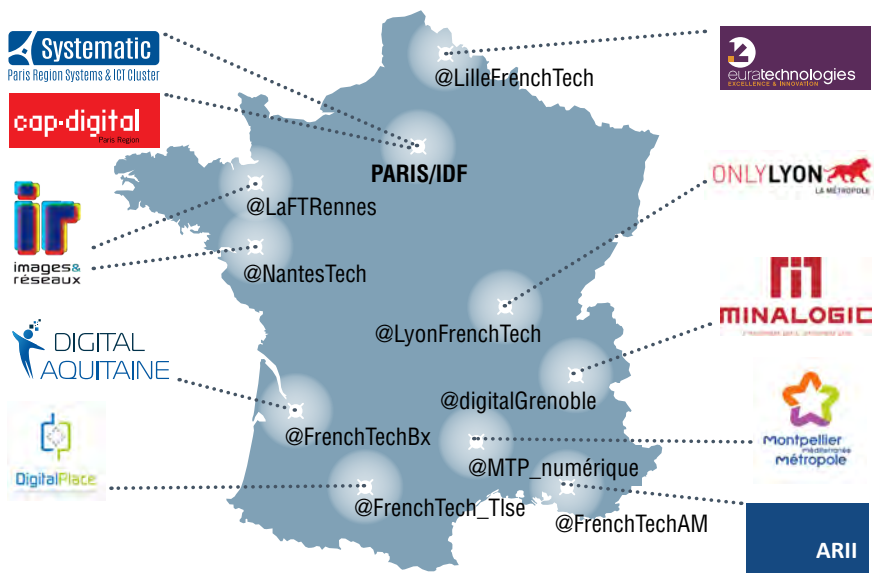 Systematic
Paris Region Systems & ICT Cluster
cap·digital
Paris Region
images&
réseaux
DIGITAL
AQUITAINE
DigitalPlace
@LilleFrenchTech
PARIS/IDF
@LaFTRennes
@NantesTech
@LyonFrenchTech
@digitalGrenoble
@FrenchTechBx
@MTP_numérique
@FrenchTech_Tlse
@FrenchTechAM
euratechnologies
EXCELLENCE & INNOVATION
ONLYLYON
LA MÉTROPOLE
MINALOGIC
Montpellier
méditerranée
métropole
ARII